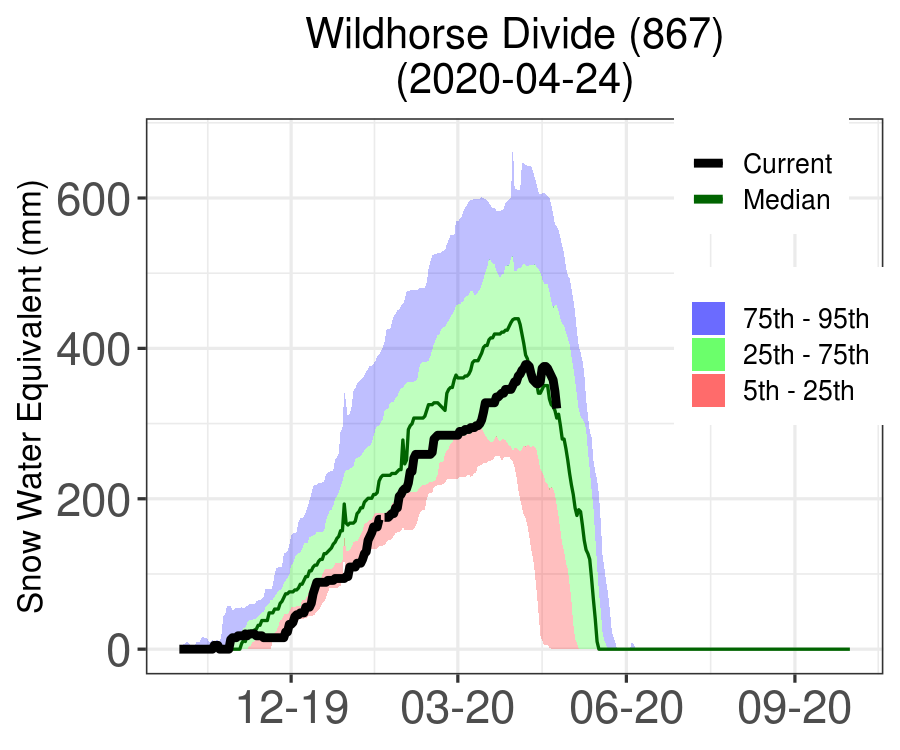 Wildhorse Divide (867)
(2020-04-24)
Snow Water Equivalent (mm)
600
400
200
0
12-19
03-20
06-20
09-20
Current
Median
75th - 95th
25th - 75th
5th - 25th